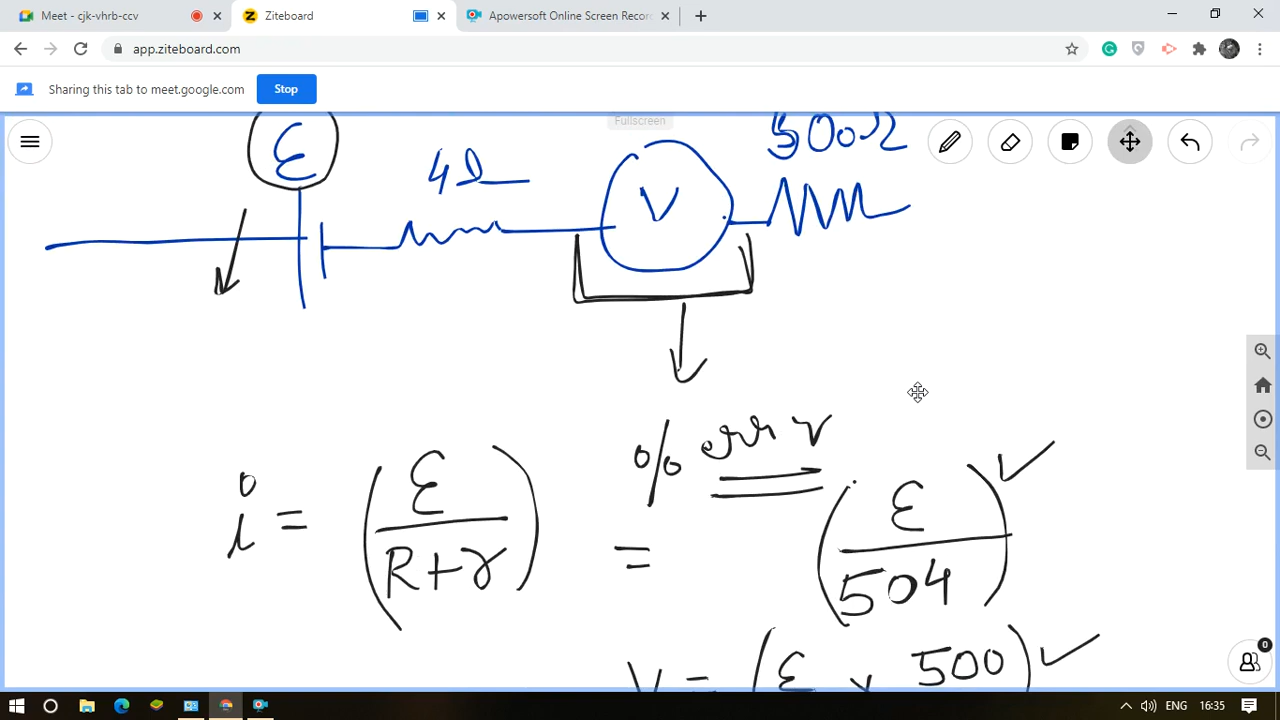 Meet - cjk-vhrb-ccv
Ziteboard
Apowersoft Online Screen Recor
app.ziteboard.com
Sharing this tab to meet.google.com
Stop
Fullscreen
ε
4Ω
V
500Ω
% error
i = (ε / R+r) = (ε / 504)
V = (ε × 500
0
ENG
16:35